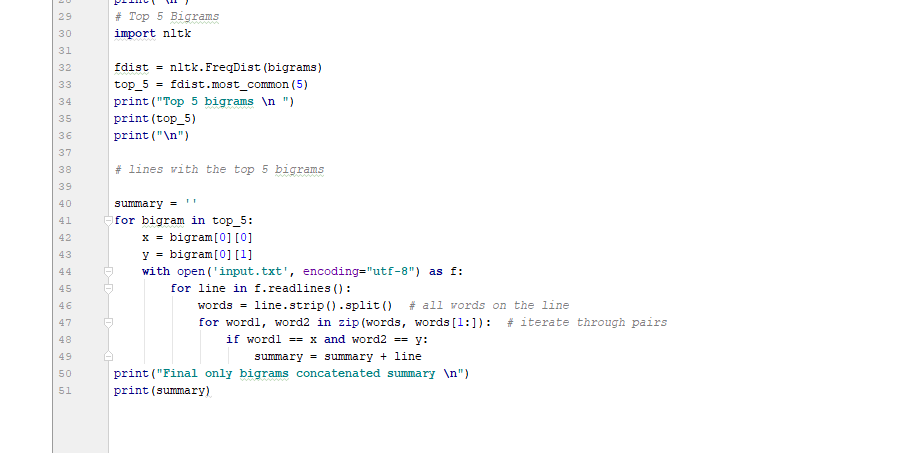 28 print("\n")
29 # Top 5 Bigrams
30 import nltk
31
32 fdist = nltk.FreqDist(bigrams)
33 top_5 = fdist.most_common(5)
34 print("Top 5 bigrams \n ")
35 print(top_5)
36 print("\n")
37
38 # lines with the top 5 bigrams
39
40 summary = ''
41 for bigram in top_5:
42 x = bigram[0][0]
43 y = bigram[0][1]
44 with open('input.txt', encoding="utf-8") as f:
45 for line in f.readlines():
46 words = line.strip().split()  # all words on the line
47 for word1, word2 in zip(words, words[1:]):  # iterate through pairs
48 if word1 == x and word2 == y:
49 summary = summary + line
50 print("Final only bigrams concatenated summary \n")
51 print(summary)